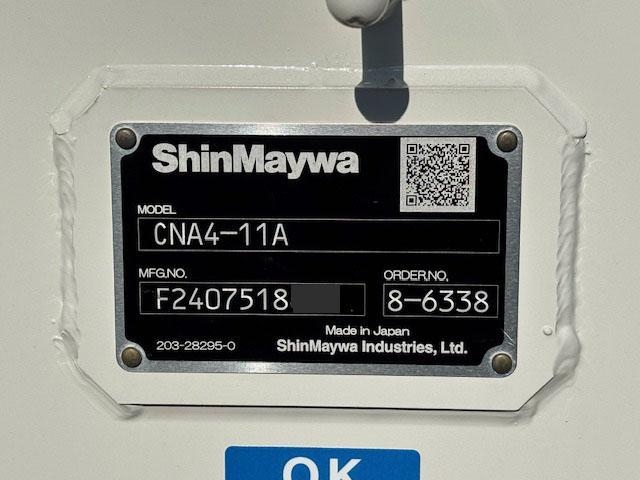 ShinMaywa
MODEL
CNA4-11A
MFG.NO.
F2407518
ORDER.NO.
8-6338
Made in Japan
203-28295-0
ShinMaywa Industries, Ltd.
OK